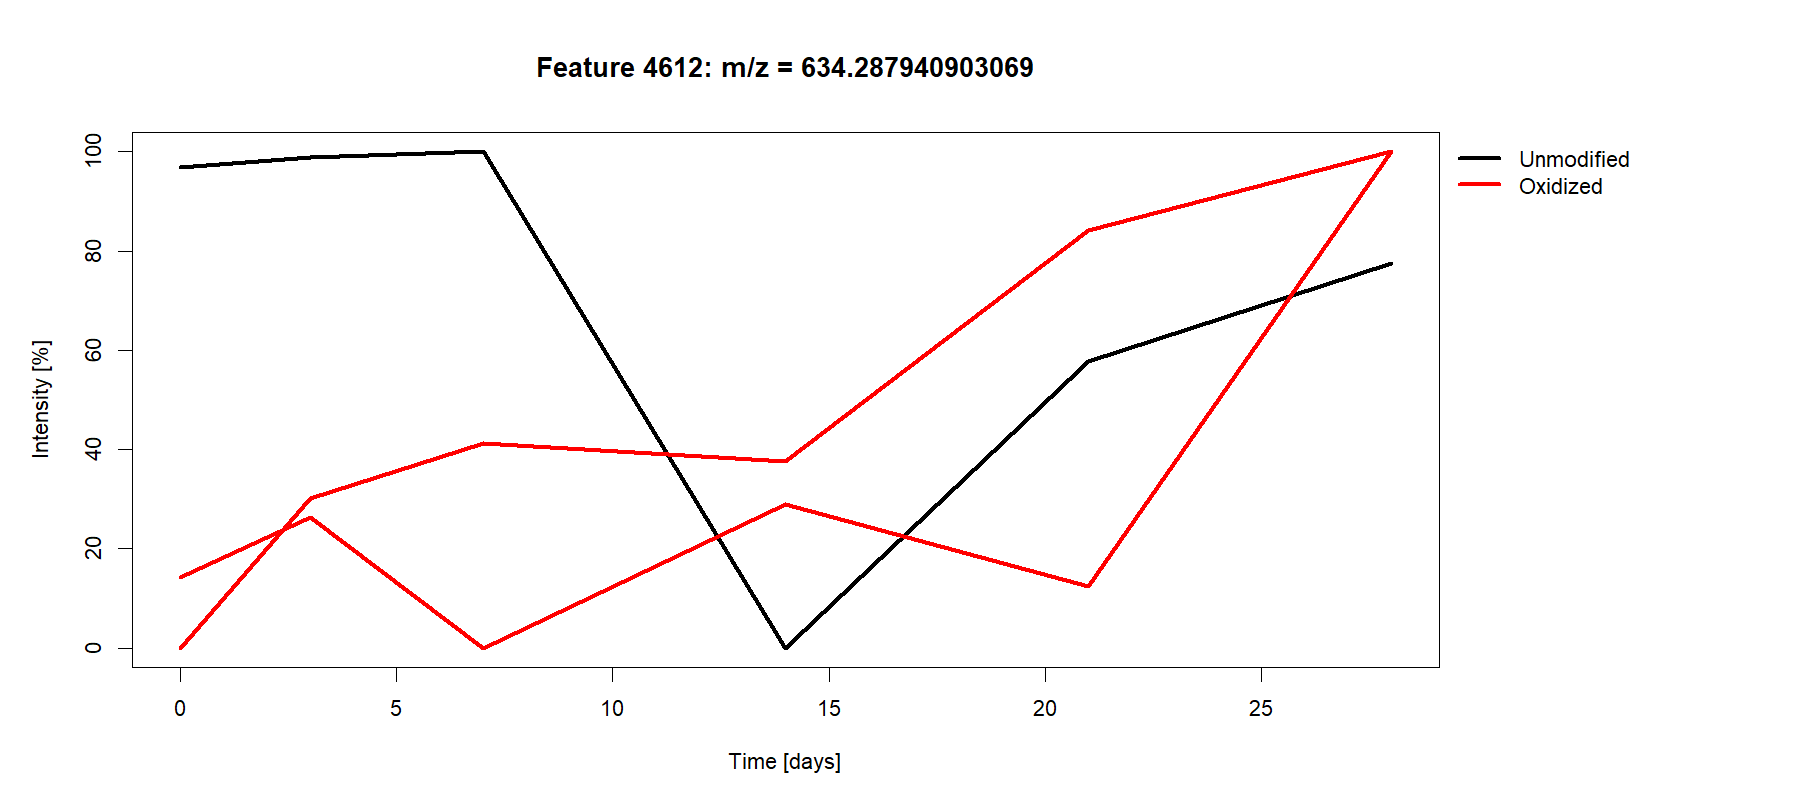 Feature 4612: m/z = 634.287940903069
Unmodified
Oxidized
Intensity [%]
100
80
60
40
20
0
0 5 10 15 20 25
Time [days]